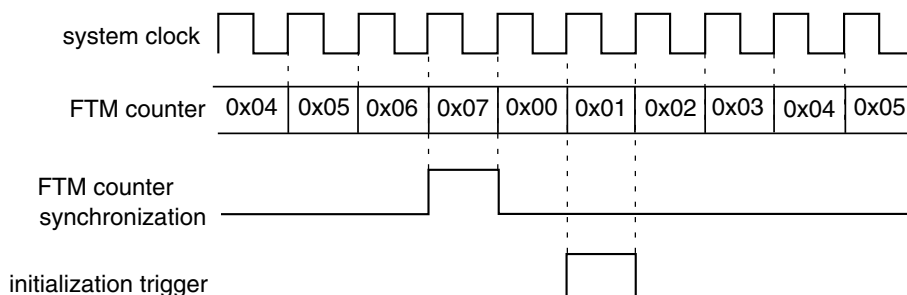 system clock
FTM counter 0x04 0x05 0x06 0x07 0x00 0x01 0x02 0x03 0x04 0x05
FTM counter
synchronization
initialization trigger